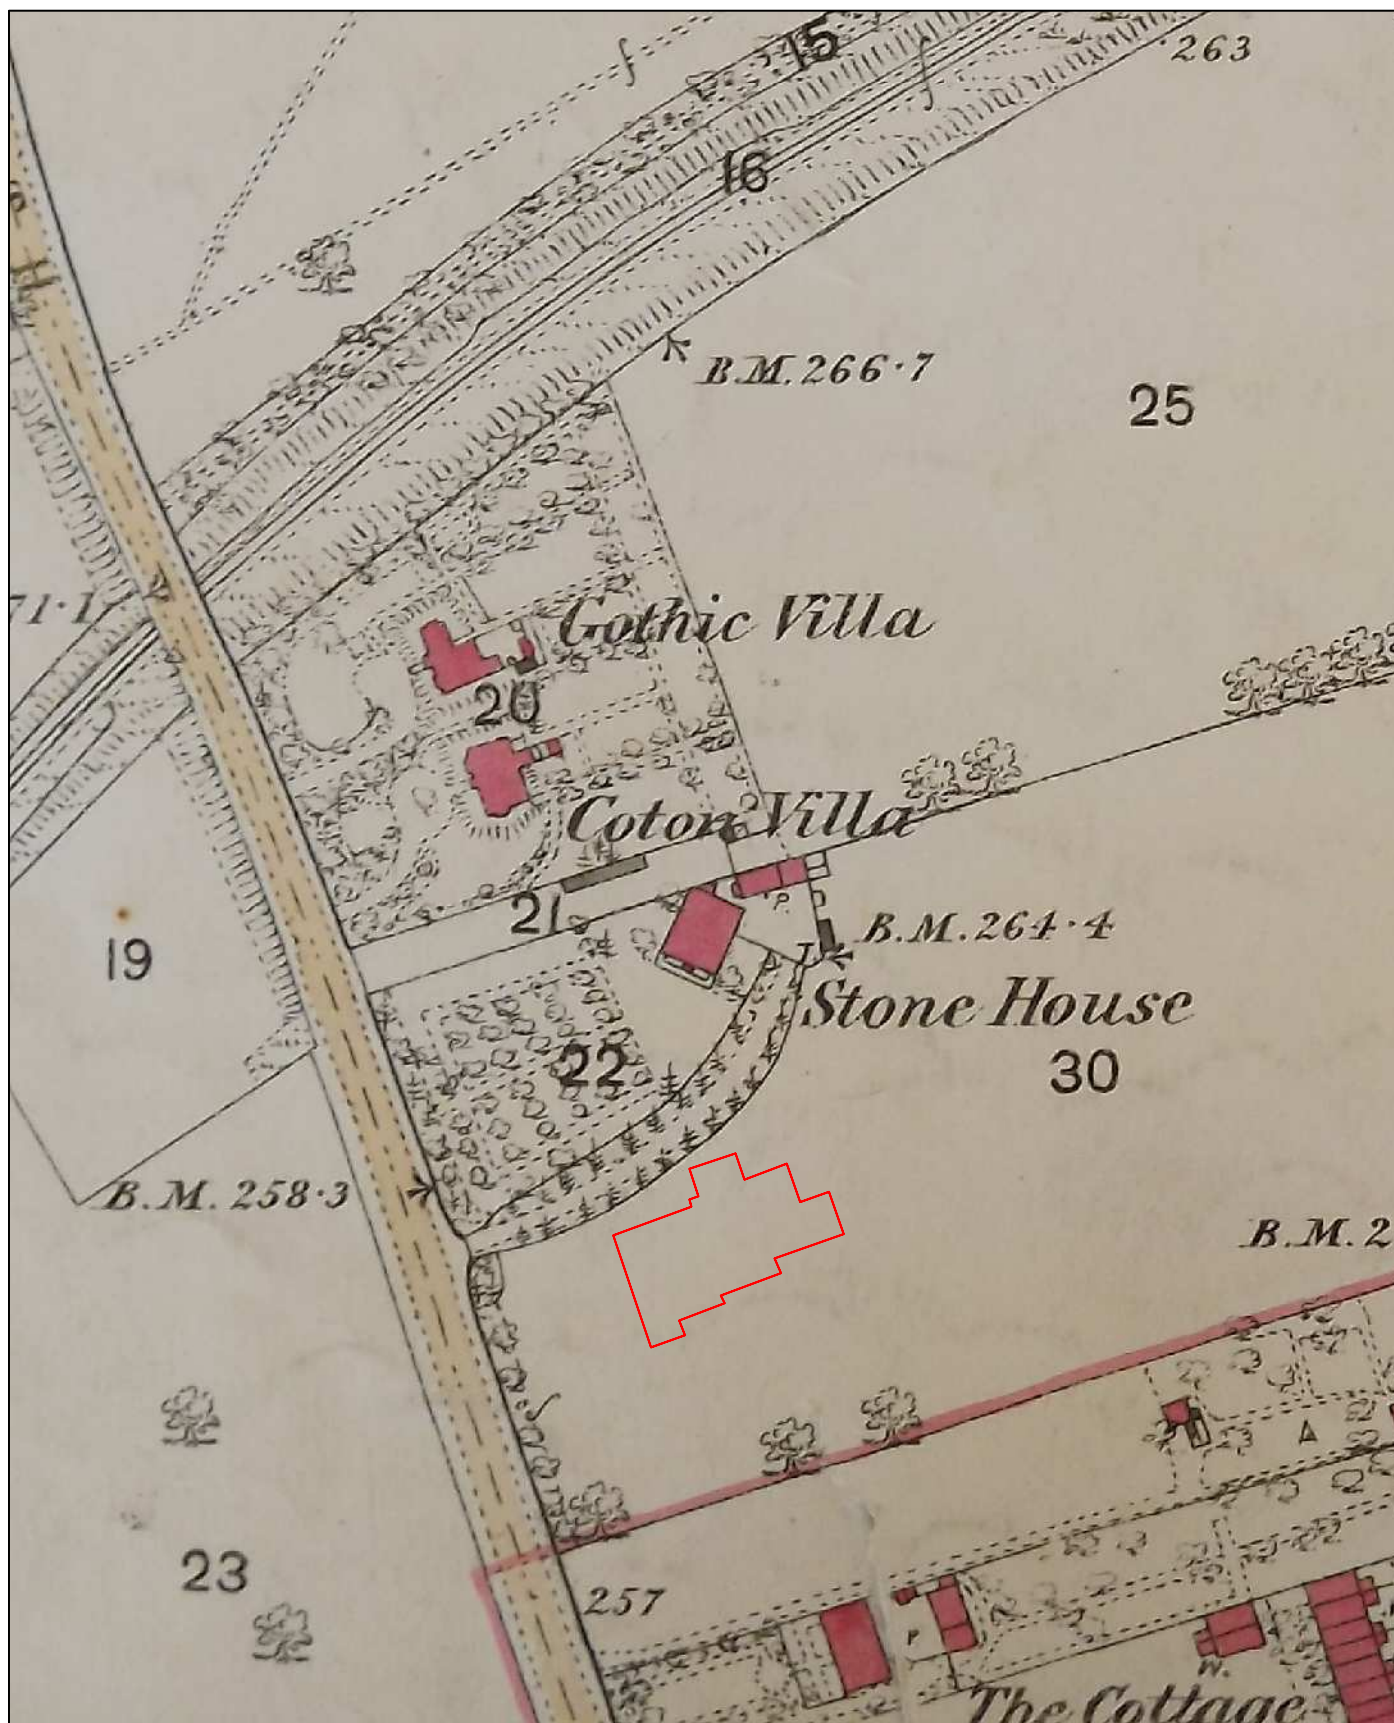 15
263
16
B.M. 266·7
25
71·1
Gothic Villa
20
Coton Villa
21
B.M. 264·4
19
P.
Stone House
22
30
B.M. 258·3
B.M. 2
23
257
P
W.
The Cottage